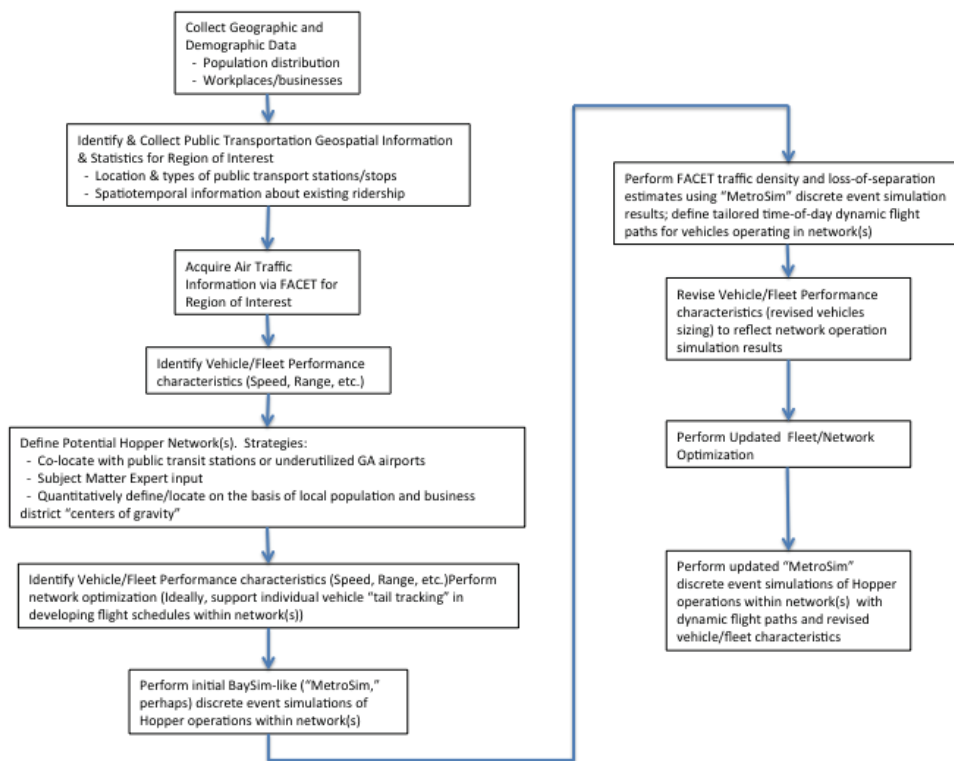 Collect Geographic and
Demographic Data
- Population distribution
- Workplaces/businesses
Identify & Collect Public Transportation Geospatial Information
& Statistics for Region of Interest
- Location & types of public transport stations/stops
- Spatiotemporal information about existing ridership
Acquire Air Traffic
Information via FACET for
Region of Interest
Identify Vehicle/Fleet Performance
characteristics (Speed, Range, etc.)
Define Potential Hopper Network(s). Strategies:
- Co-locate with public transit stations or underutilized GA airports
- Subject Matter Expert input
- Quantitatively define/locate on the basis of local population and business
district “centers of gravity”
Identify Vehicle/Fleet Performance characteristics (Speed, Range, etc.)Perform
network optimization (Ideally, support individual vehicle “tail tracking” in
developing flight schedules within network(s))
Perform initial BaySim-like (“MetroSim,”
perhaps) discrete event simulations of
Hopper operations within network(s)
Perform FACET traffic density and loss-of-separation
estimates using “MetroSim” discrete event simulation
results; define tailored time-of-day dynamic flight
paths for vehicles operating in network(s)
Revise Vehicle/Fleet Performance
characteristics (revised vehicles
sizing) to reflect network operation
simulation results
Perform Updated Fleet/Network
Optimization
Perform updated “MetroSim”
discrete event simulations of Hopper
operations within network(s) with
dynamic flight paths and revised
vehicle/fleet characteristics